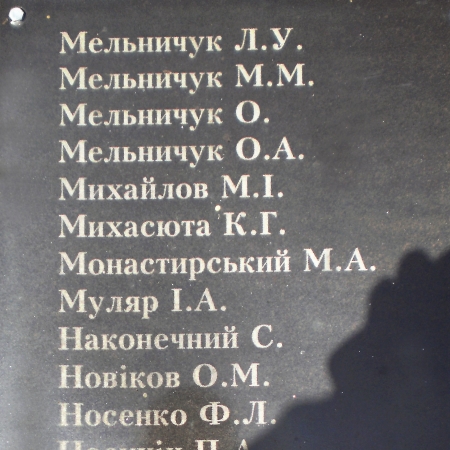 Мельничук Л.У.
Мельничук М.М.
Мельничук О.
Мельничук О.А.
Михайлов М.І.
Михасюта К.Г.
Монастирський М.А.
Муляр І.А.
Наконечний С.
Новіков О.М.
Носенко Ф.Л.